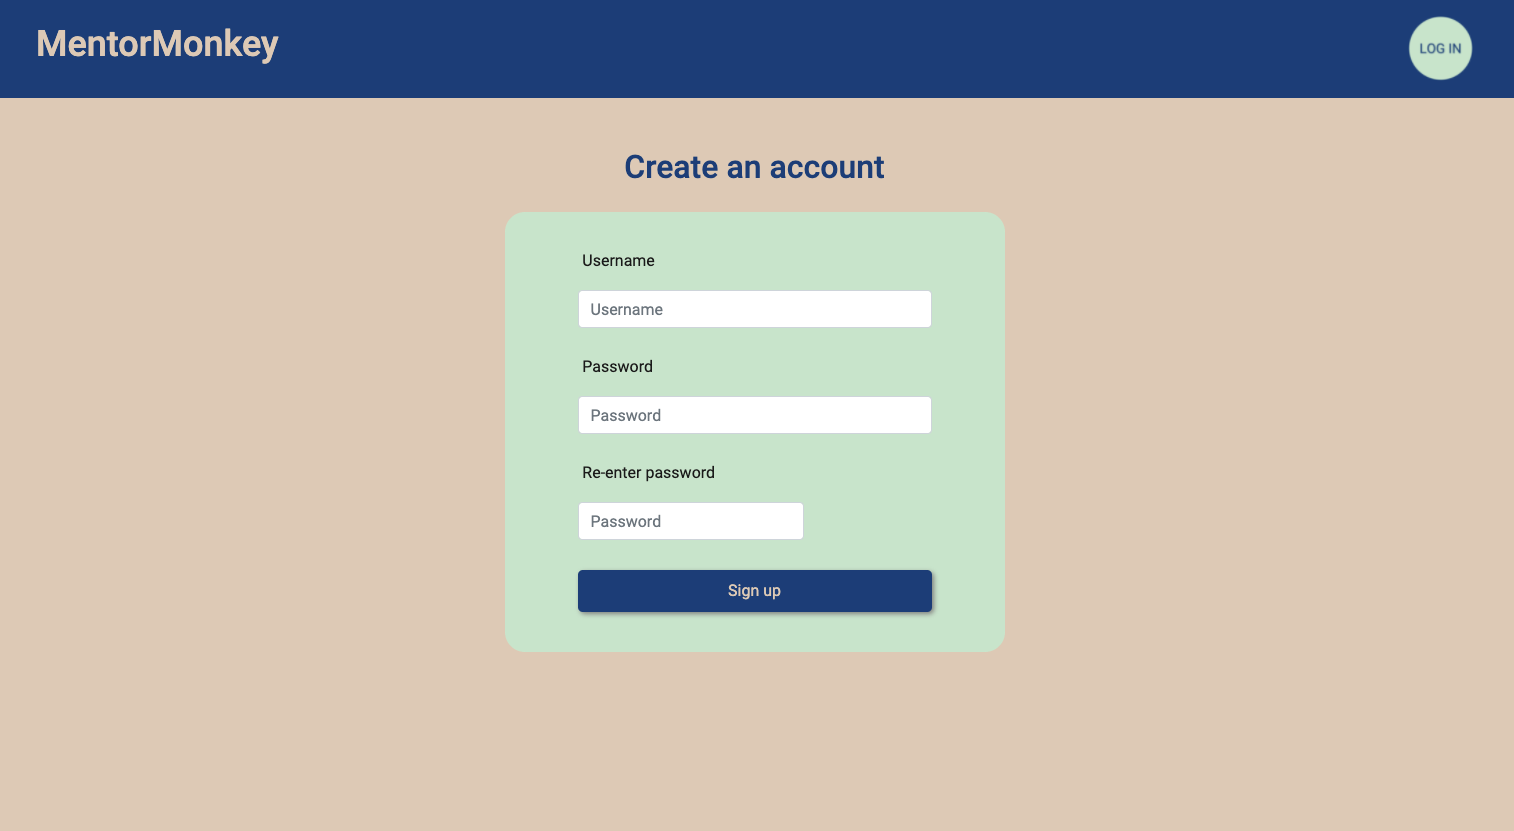 MentorMonkey
LOG IN
Create an account
Username
Username
Password
Password
Re-enter password
Password
Sign up